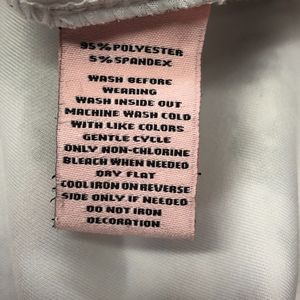 95% POLYESTER
5% SPANDEX
WASH BEFORE
WEARING
WASH INSIDE OUT
MACHINE WASH COLD
WITH LIKE COLORS
GENTLE CYCLE
ONLY NON-CHLORINE
BLEACH WHEN NEEDED
DRY FLAT
COOL IRON ON REVERSE
SIDE ONLY IF NEEDED
DO NOT IRON
DECORATION